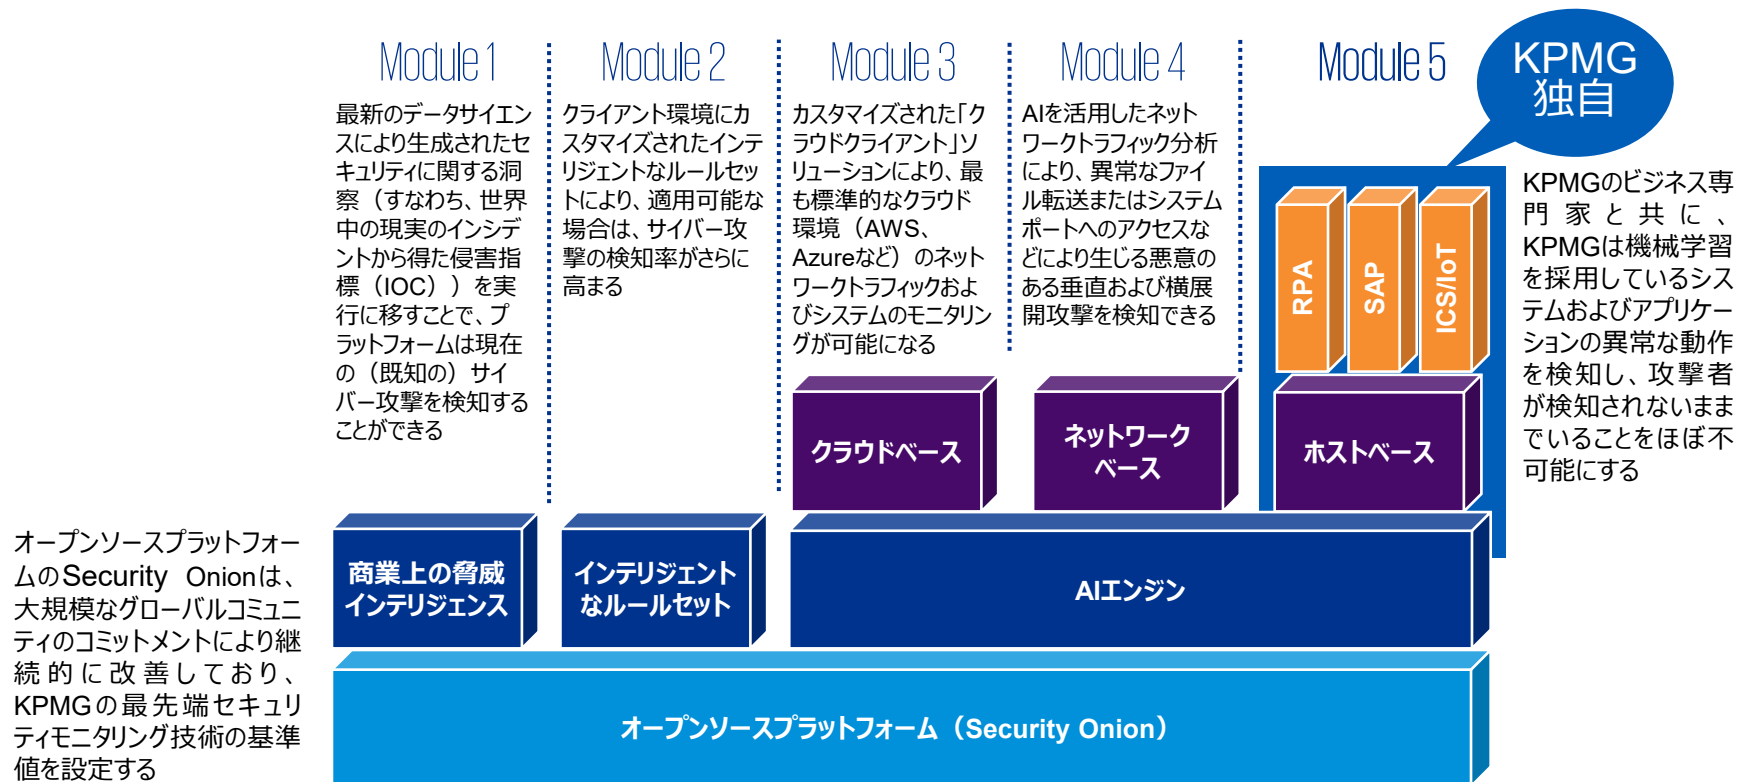 Module 1
最新のデータサイエン
スにより生成されたセ
キュリティに関する洞
察（すなわち、世界
中の現実のインシデ
ントから得た侵害指
標（IOC））を実
行に移すことで、プ
ラットフォームは現在
の（既知の）サイ
バー攻撃を検知する
ことができる
Module 2
クライアント環境にカ
スタマイズされたインテ
リジェントなルールセッ
トにより、適用可能な
場合は、サイバー攻
撃の検知率がさらに
高まる
Module 3
カスタマイズされた「ク
ラウドクライアント」ソ
リューションにより、最
も標準的なクラウド
環境（AWS、
Azureなど）のネット
ワークトラフィックおよ
びシステムのモニタリン
グが可能になる
Module 4
AIを活用したネット
ワークトラフィック分析
により、異常なファイ
ル転送またはシステム
ポートへのアクセスな
どにより生じる悪意の
ある垂直および横展
開攻撃を検知できる
Module 5
KPMG
独自
RPA
SAP
ICS/IoT
KPMGのビジネス専
門家と共に、
KPMGは機械学習
を採用しているシス
テムおよびアプリケー
ションの異常な動作
を検知し、攻撃者
が検知されないまま
でいることをほぼ不
可能にする
クラウドベース
ネットワーク
ベース
ホストベース
オープンソースプラットフォー
ムのSecurity Onionは、
大規模なグローバルコミュニ
ティのコミットメントにより継
続的に改善しており、
KPMGの最先端セキュリ
ティモニタリング技術の基準
値を設定する
商業上の脅威
インテリジェンス
インテリジェント
なルールセット
AIエンジン
オープンソースプラットフォーム（Security Onion）